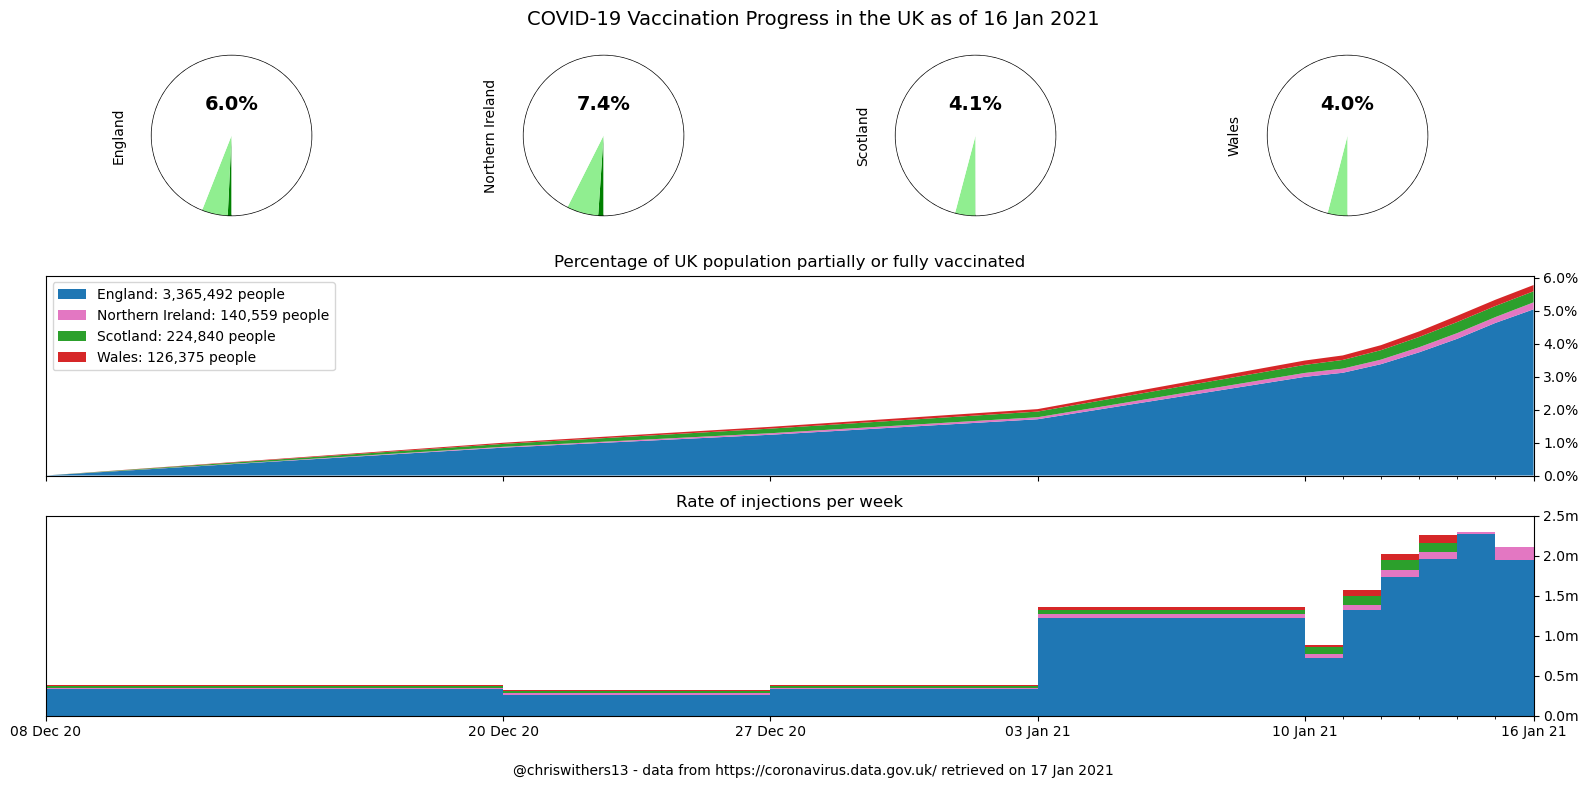 COVID-19 Vaccination Progress in the UK as of 16 Jan 2021
England
6.0%
Northern Ireland
7.4%
Scotland
4.1%
Wales
4.0%
Percentage of UK population partially or fully vaccinated
England: 3,365,492 people
Northern Ireland: 140,559 people
Scotland: 224,840 people
Wales: 126,375 people
6.0%
5.0%
4.0%
3.0%
2.0%
1.0%
0.0%
Rate of injections per week
2.5m
2.0m
1.5m
1.0m
0.5m
0.0m
08 Dec 20
20 Dec 20
27 Dec 20
03 Jan 21
10 Jan 21
16 Jan 21
@chriswithers13 - data from https://coronavirus.data.gov.uk/ retrieved on 17 Jan 2021